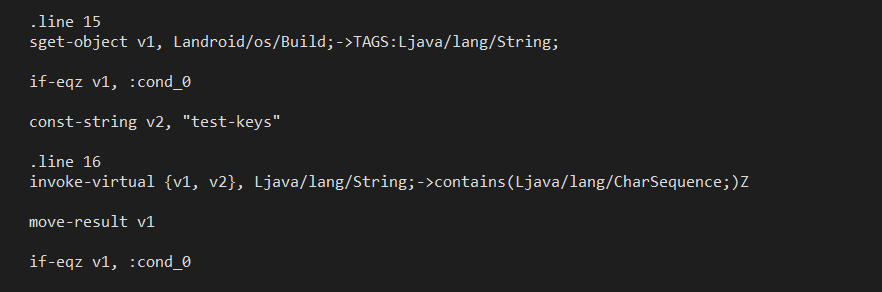 .line 15
sget-object v1, Landroid/os/Build;->TAGS:Ljava/lang/String;
if-eqz v1, :cond_0
const-string v2, "test-keys"
.line 16
invoke-virtual {v1, v2}, Ljava/lang/String;->contains(Ljava/lang/CharSequence;)Z
move-result v1
if-eqz v1, :cond_0